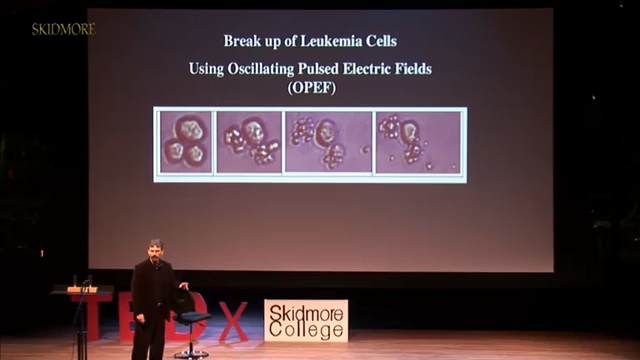 SKIDMORE
Break up of Leukemia Cells
Using Oscillating Pulsed Electric Fields
(OPEF)
TEDx
Skidmore
College